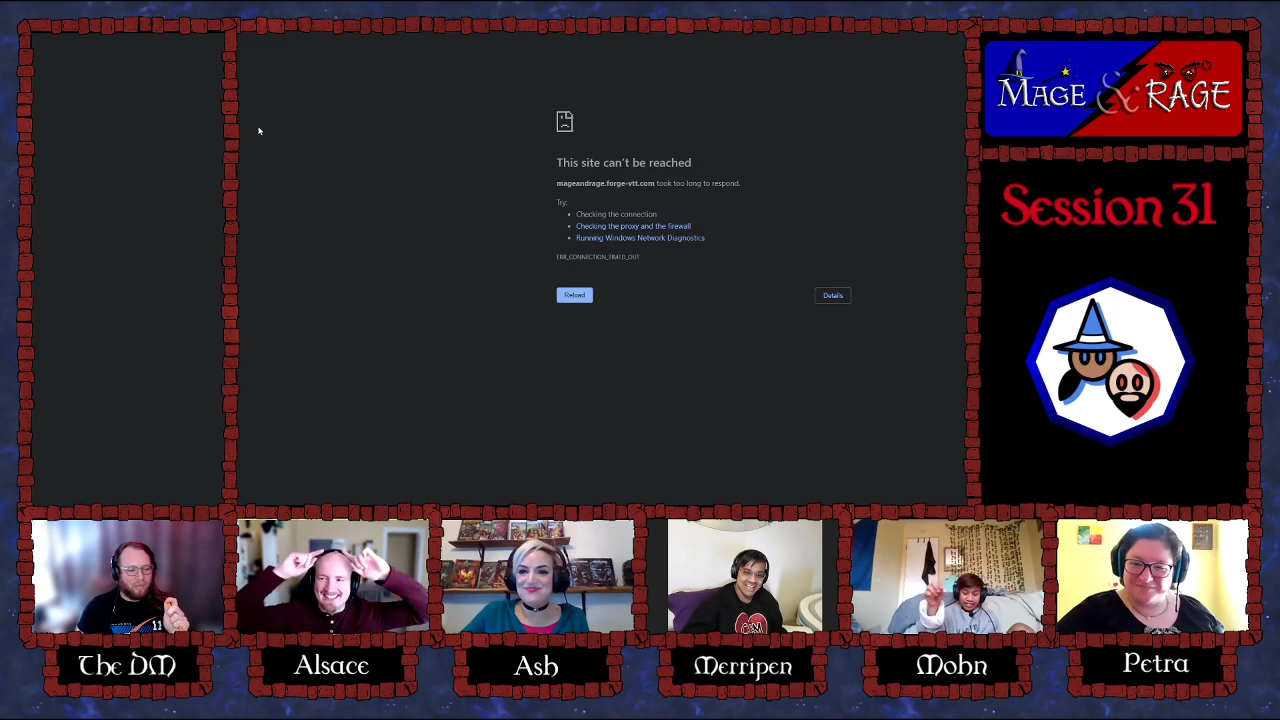 This site can't be reached
mageandrage.forge-vtt.com took too long to respond.
Try:
Checking the connection
Checking the proxy and the firewall
Running Windows Network Diagnostics
ERR_CONNECTION_TIMED_OUT
Reload
Details
MAGE & RAGE
Session 31
11
The DM
Alsace
Ash
Merripen
Mohn
Petra